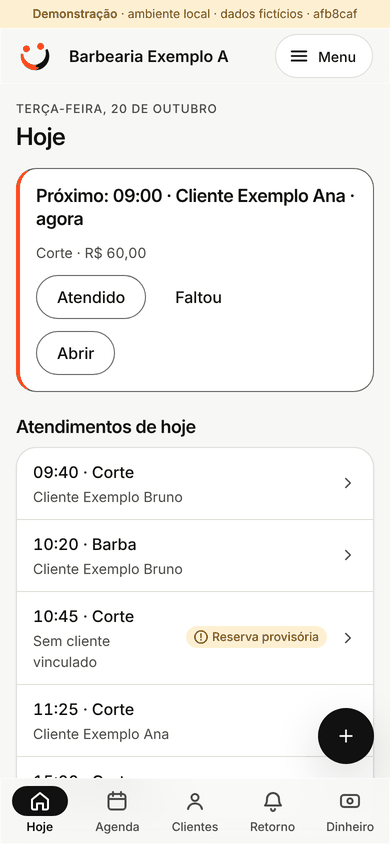 Demonstração · ambiente local · dados fictícios · afb8caf
Barbearia Exemplo A
Menu
TERÇA-FEIRA, 20 DE OUTUBRO
Hoje
Próximo: 09:00 · Cliente Exemplo Ana ·
agora
Corte · R$ 60,00
Atendido
Faltou
Abrir
Atendimentos de hoje
09:40 · Corte
Cliente Exemplo Bruno
10:20 · Barba
Cliente Exemplo Bruno
10:45 · Corte
Sem cliente
vinculado
Reserva provisória
11:25 · Corte
Cliente Exemplo Ana
Hoje
Agenda
Clientes
Retorno
Dinheiro